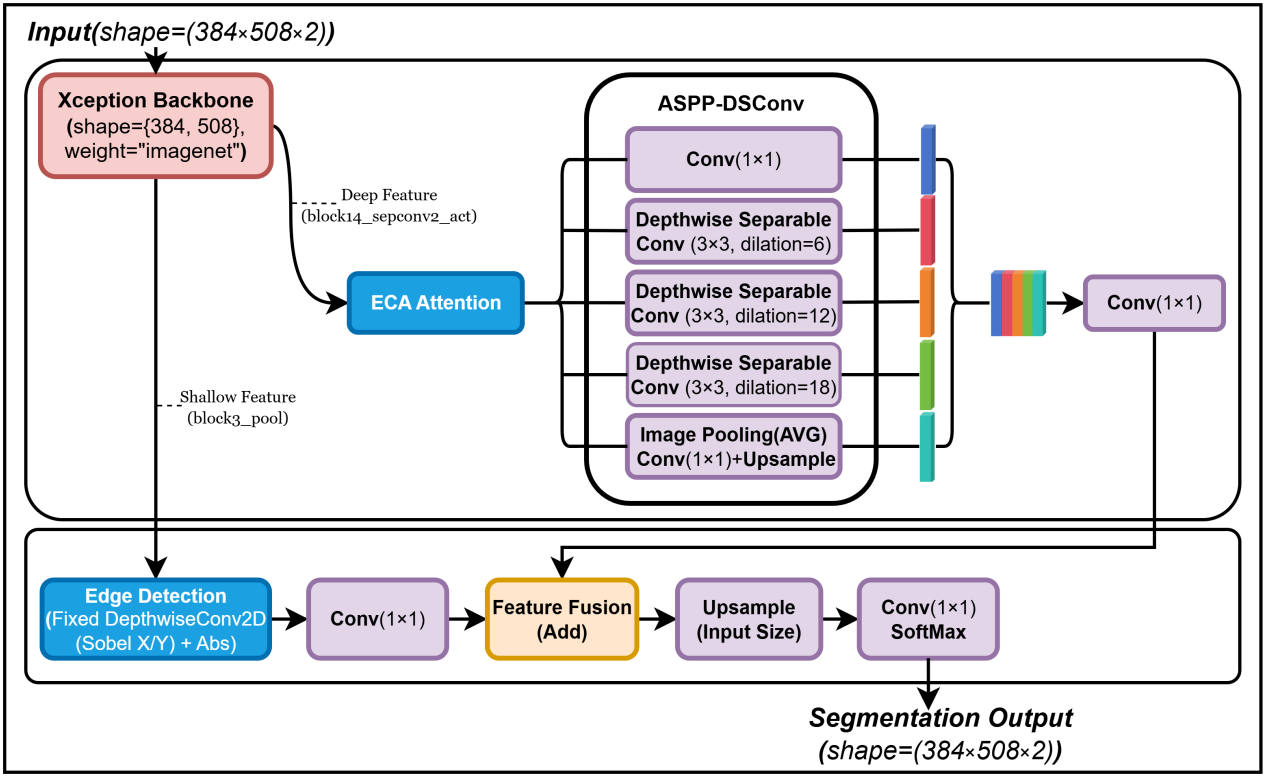 Input(shape=(384×508×2))
Xception Backbone
(shape={384, 508},
weight="imagenet")
Deep Feature
(block14_sepconv2_act)
ECA Attention
ASPP-DSConv
Conv(1×1)
Depthwise Separable
Conv (3×3, dilation=6)
Depthwise Separable
Conv (3×3, dilation=12)
Depthwise Separable
Conv (3×3, dilation=18)
Image Pooling(AVG)
Conv(1×1)+Upsample
Conv(1×1)
Shallow Feature
(block3_pool)
Edge Detection
(Fixed DepthwiseConv2D
(Sobel X/Y) + Abs)
Conv(1×1)
Feature Fusion
(Add)
Upsample
(Input Size)
Conv(1×1)
SoftMax
Segmentation Output
(shape=(384×508×2))